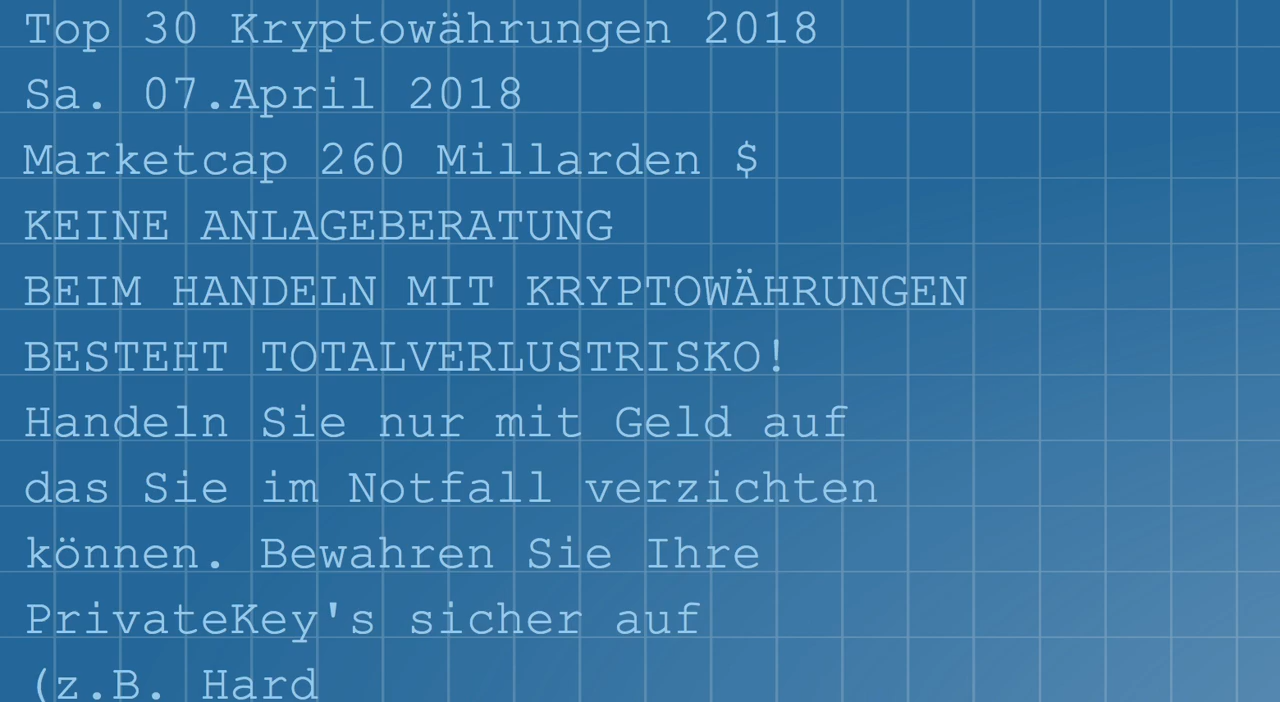 Top 30 Kryptowährungen 2018
Sa. 07.April 2018
Marketcap 260 Millarden $
KEINE ANLAGEBERATUNG
BEIM HANDELN MIT KRYPTOWÄHRUNGEN
BESTEHT TOTALVERLUSTRISKO!
Handeln Sie nur mit Geld auf
das Sie im Notfall verzichten
können. Bewahren Sie Ihre
PrivateKey's sicher auf
(z.B. Hard